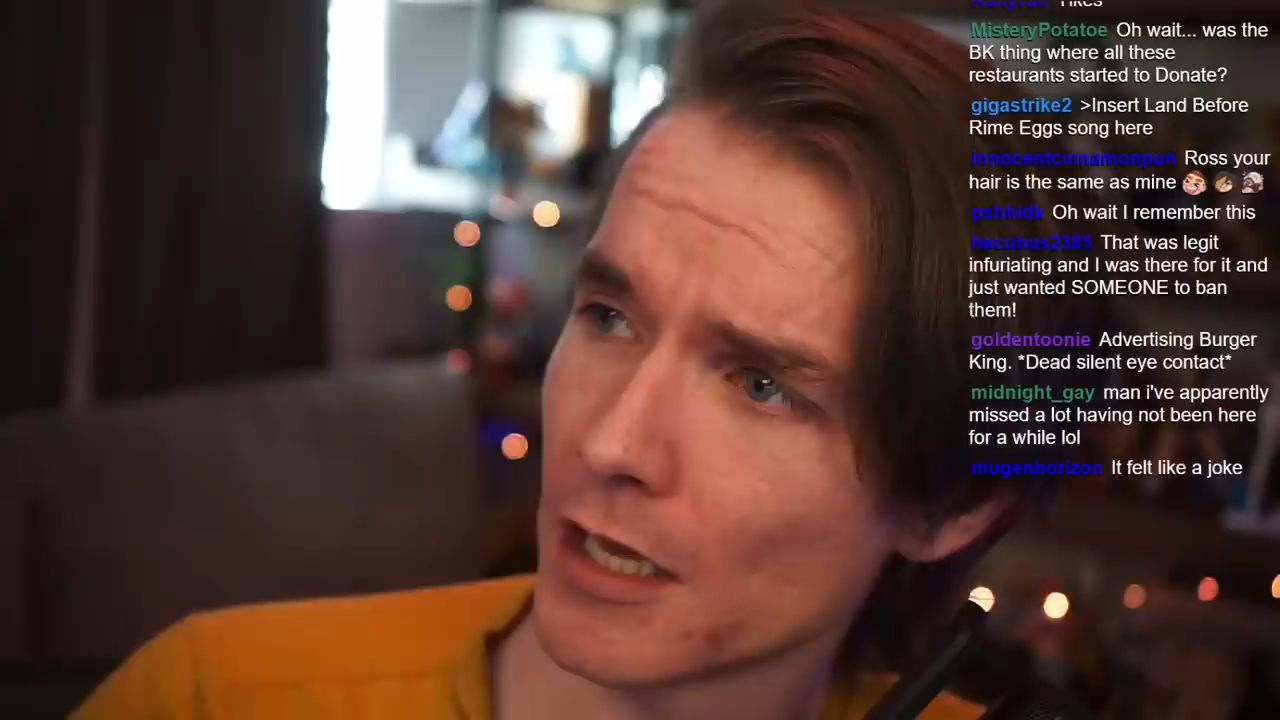 Yikes
MisteryPotatoe Oh wait... was the
BK thing where all these
restaurants started to Donate?
gigastrike2 >Insert Land Before
Rime Eggs song here
innocentcinnamonpun Ross your
hair is the same as mine
pshhidk Oh wait I remember this
hecubus2385 That was legit
infuriating and I was there for it and
just wanted SOMEONE to ban
them!
goldentoonie Advertising Burger
King. *Dead silent eye contact*
midnight_gay man i've apparently
missed a lot having not been here
for a while lol
mugenhorizon It felt like a joke